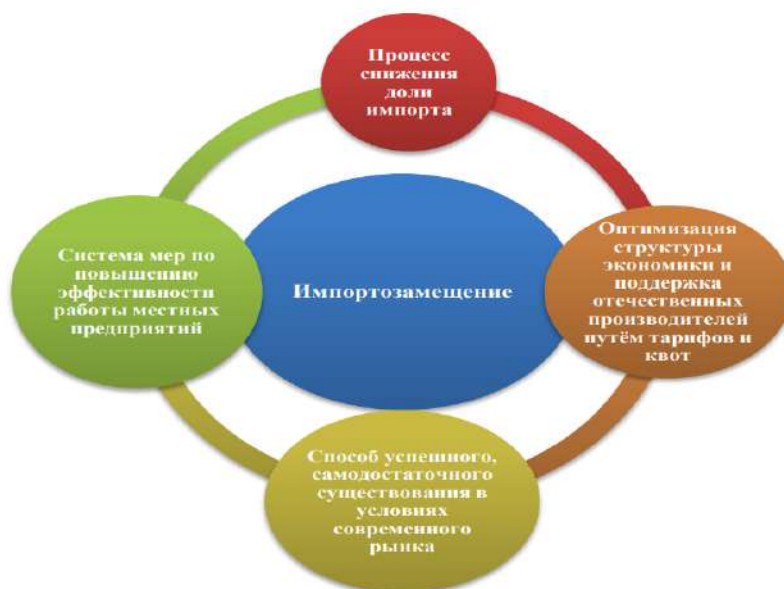 Процесс
снижения
доли
импорта
Система мер по
повышению
эффективности
работы местных
предприятий
Импортозамещение
Оптимизация
структуры
экономики и
поддержка
отечественных
производителей
путём тарифов и
квот
Способ успешного,
самодостаточного
существования в
условиях
современного
рынка